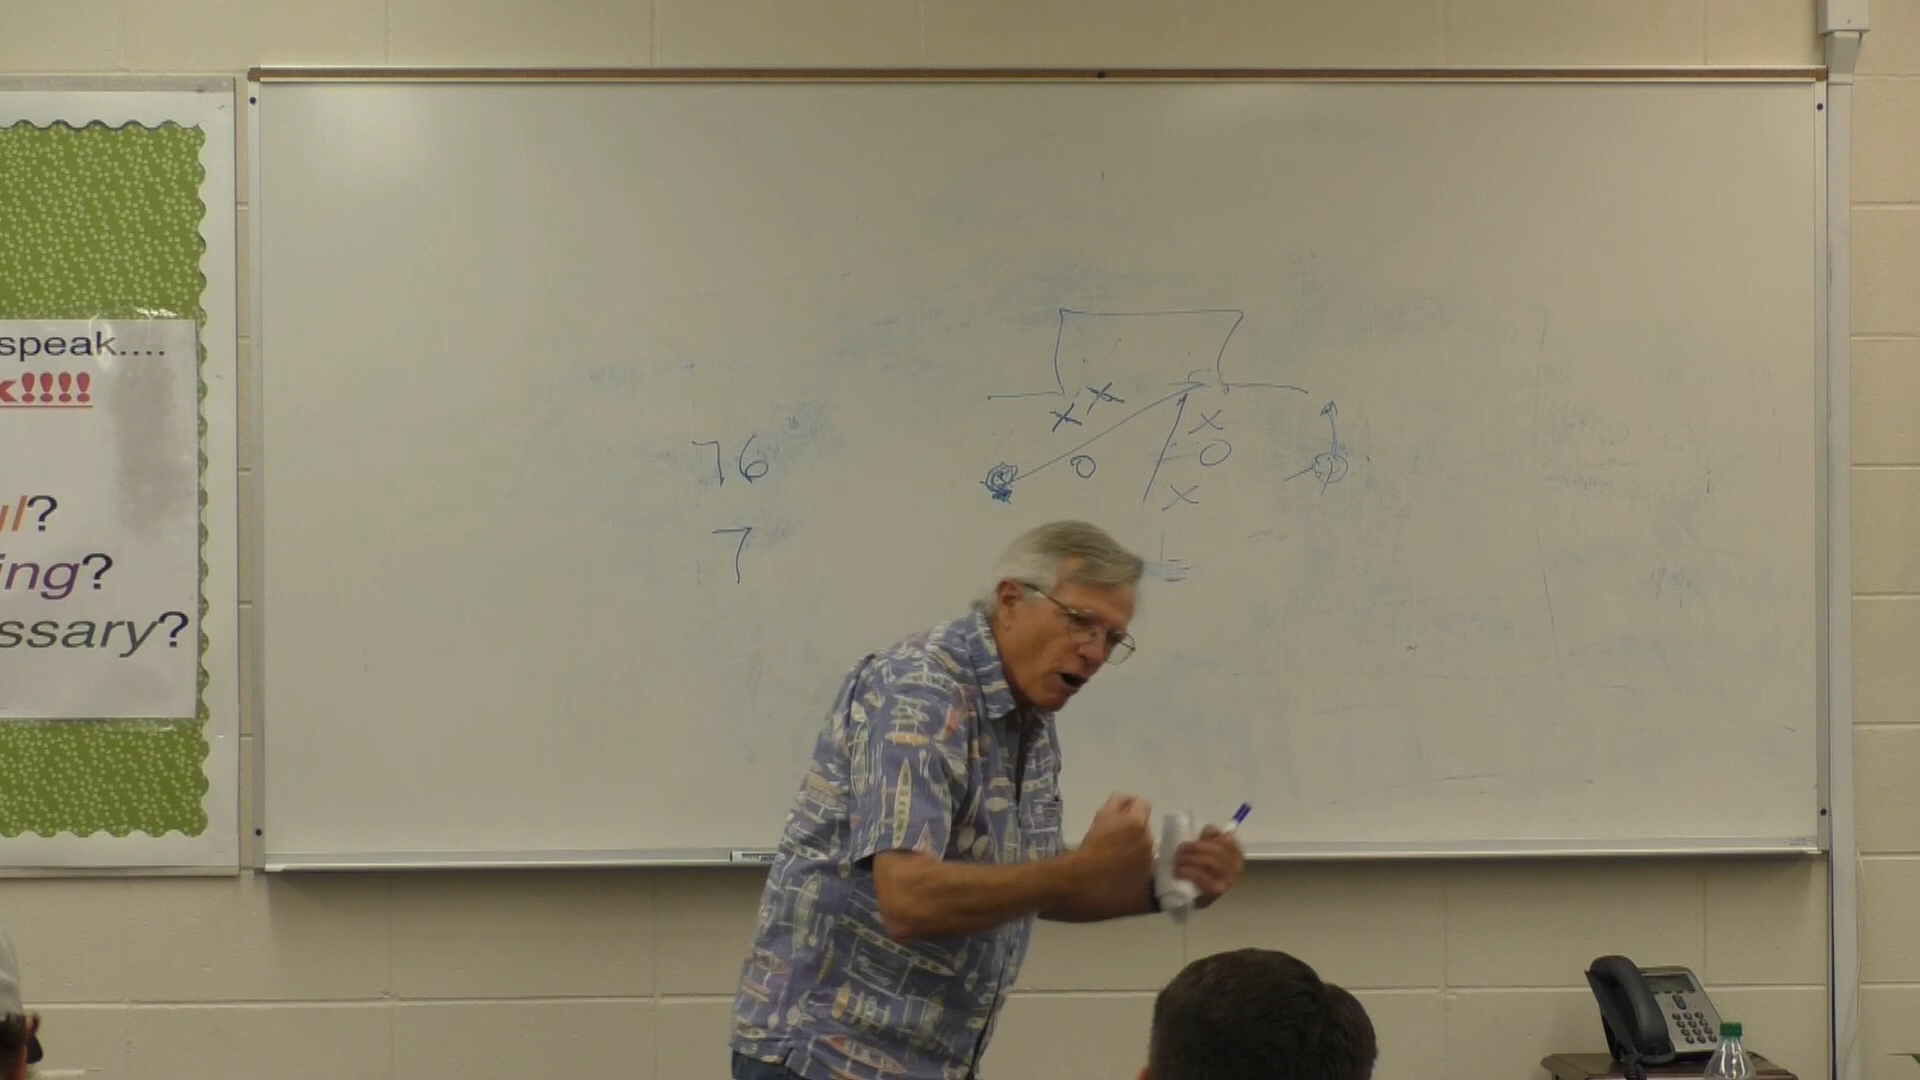 speak....
k!!!!
ul?
ing?
ssary?
76
7
X X
X
O
O
X